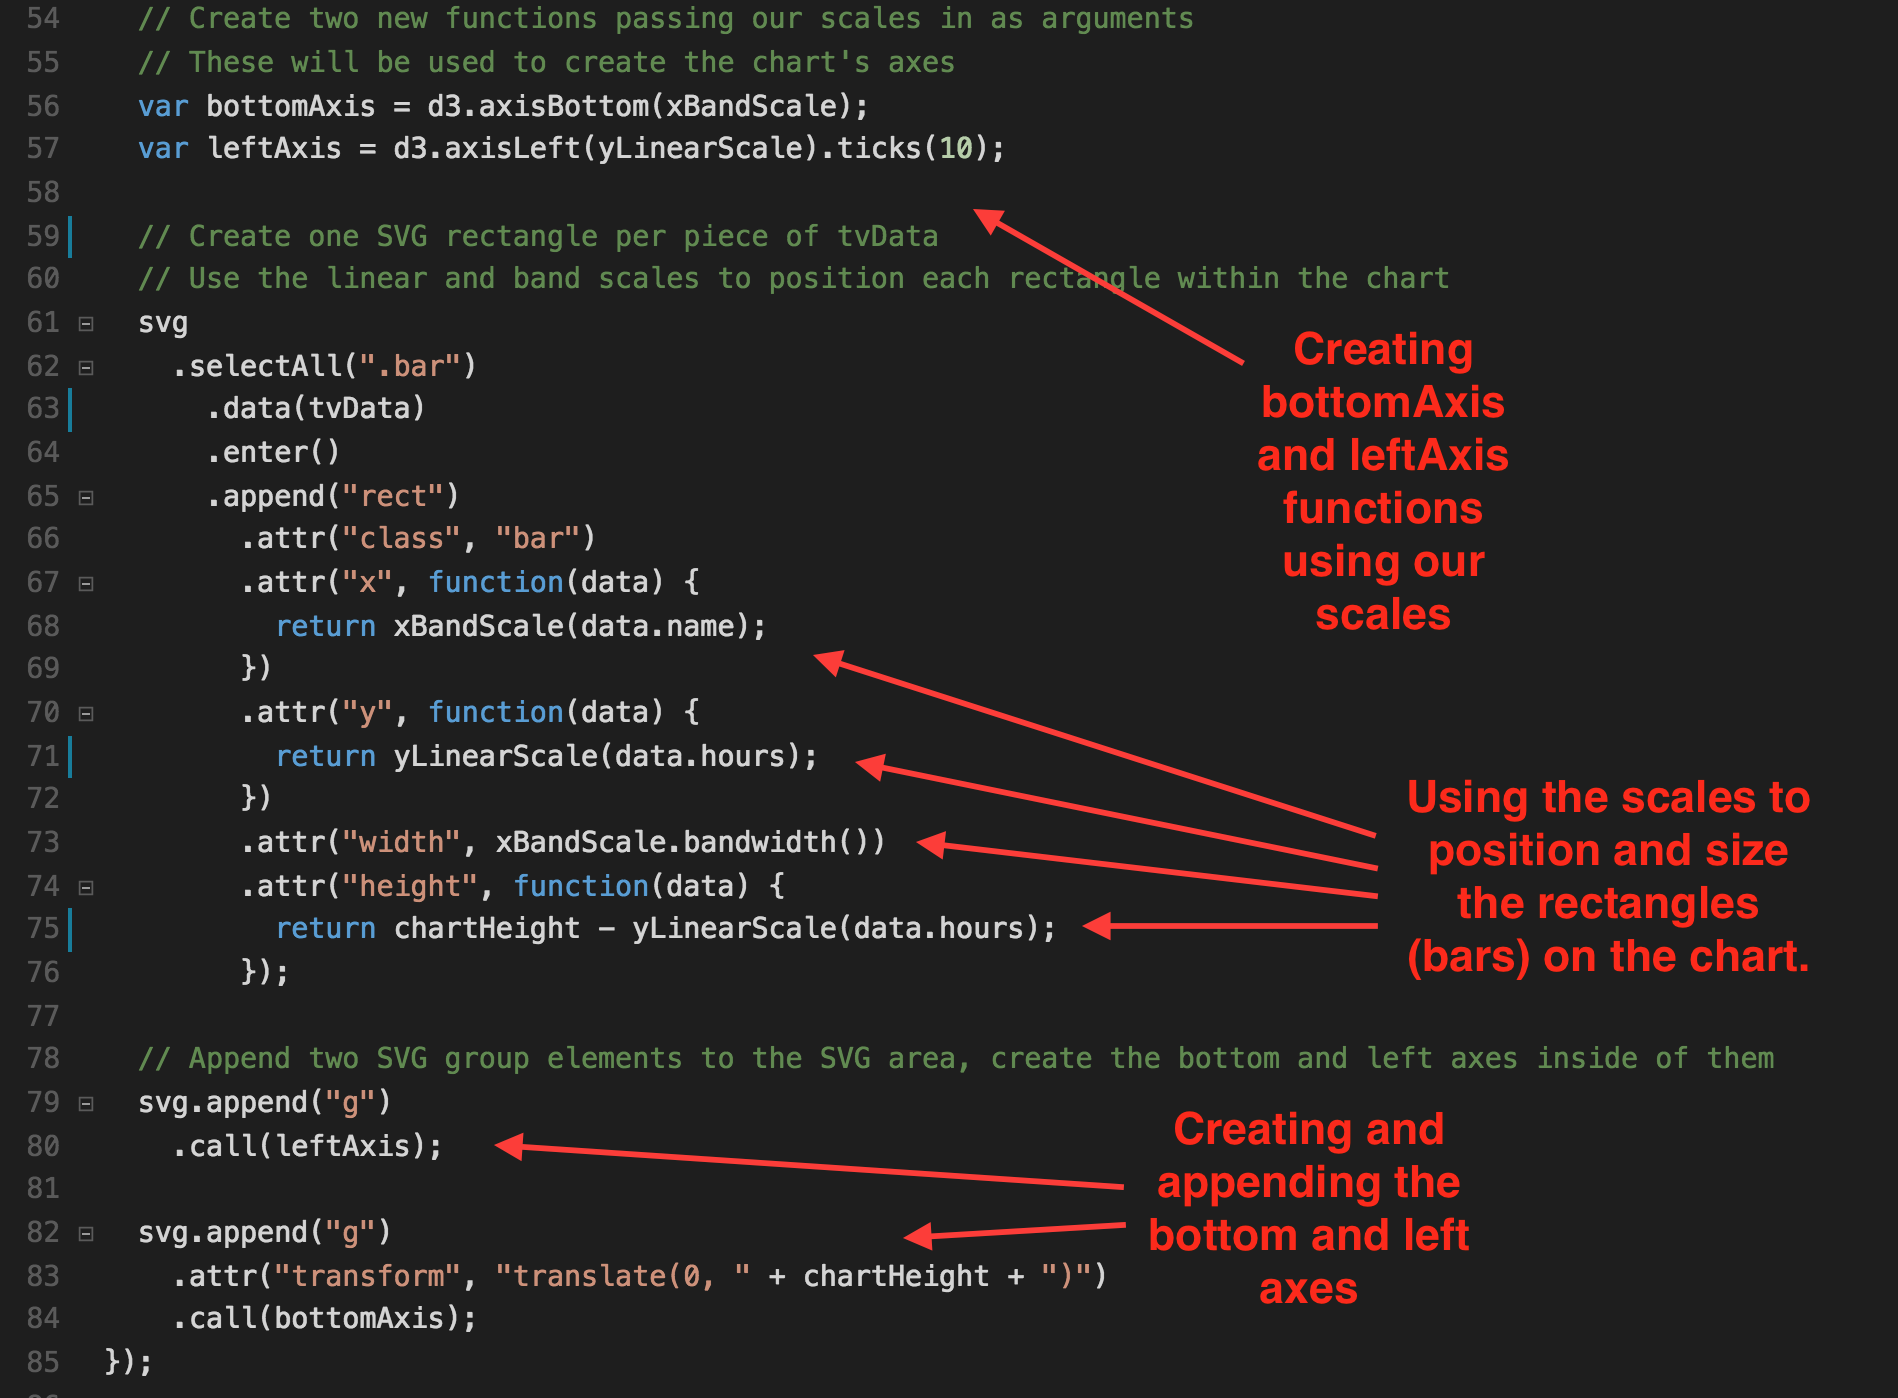 54 // Create two new functions passing our scales in as arguments
55 // These will be used to create the chart's axes
56 var bottomAxis = d3.axisBottom(xBandScale);
57 var leftAxis = d3.axisLeft(yLinearScale).ticks(10);
58
59 // Create one SVG rectangle per piece of tvData
60 // Use the linear and band scales to position each rectangle within the chart
61 svg
62 .selectAll(".bar")
63 .data(tvData)
64 .enter()
65 .append("rect")
66 .attr("class", "bar")
67 .attr("x", function(data) {
68 return xBandScale(data.name);
69 })
70 .attr("y", function(data) {
71 return yLinearScale(data.hours);
72 })
73 .attr("width", xBandScale.bandwidth())
74 .attr("height", function(data) {
75 return chartHeight - yLinearScale(data.hours);
76 });
77
78 // Append two SVG group elements to the SVG area, create the bottom and left axes inside of them
79 svg.append("g")
80 .call(leftAxis);
81
82 svg.append("g")
83 .attr("transform", "translate(0, " + chartHeight + ")")
84 .call(bottomAxis);
85 });
Creating
bottomAxis
and leftAxis
functions
using our
scales
Using the scales to
position and size
the rectangles
(bars) on the chart.
Creating and
appending the
bottom and left
axes